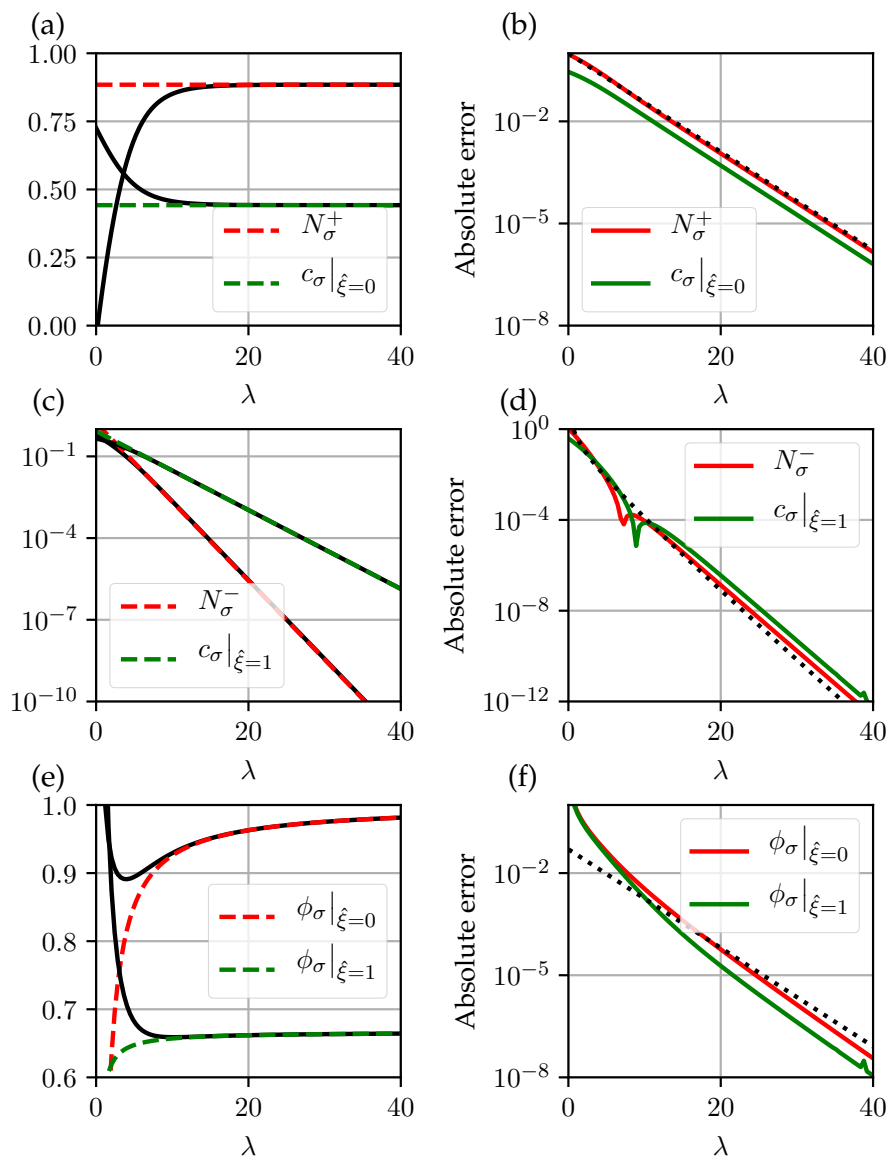 (a)
1.00
0.75
0.50
0.25
0.00
0
20
40
λ
N_σ^+
c_σ|_{ξ̂=0}
(b)
Absolute error
10^{-2}
10^{-5}
10^{-8}
0
20
40
λ
N_σ^+
c_σ|_{ξ̂=0}
(c)
10^{-1}
10^{-4}
10^{-7}
10^{-10}
0
20
40
λ
N_σ^-
c_σ|_{ξ̂=1}
(d)
Absolute error
10^0
10^{-4}
10^{-8}
10^{-12}
0
20
40
λ
N_σ^-
c_σ|_{ξ̂=1}
(e)
1.0
0.9
0.8
0.7
0.6
0
20
40
λ
ϕ_σ|_{ξ̂=0}
ϕ_σ|_{ξ̂=1}
(f)
Absolute error
10^{-2}
10^{-5}
10^{-8}
0
20
40
λ
ϕ_σ|_{ξ̂=0}
ϕ_σ|_{ξ̂=1}